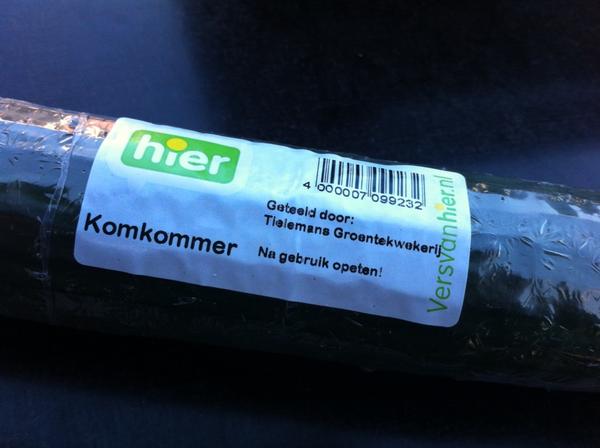 hier
4 000007 099232
Geteeld door:
Tielemans Groentekwekerij
Komkommer
Na gebruik opeten!
Versvanhier.nl